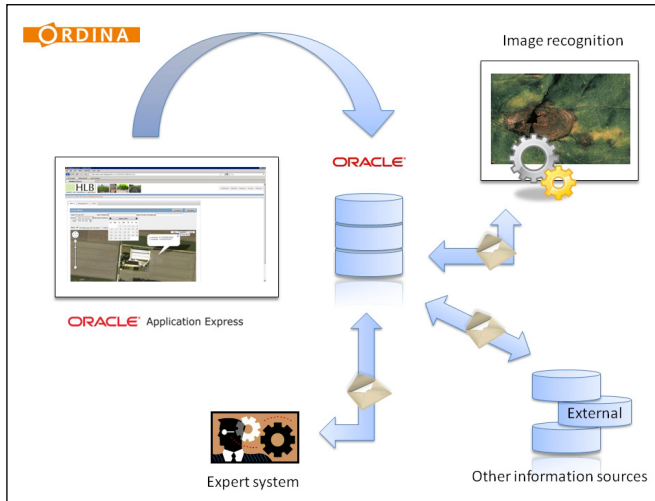 ORDINA
Image recognition
ORACLE
HLB
ORACLE Application Express
External
Expert system
Other information sources